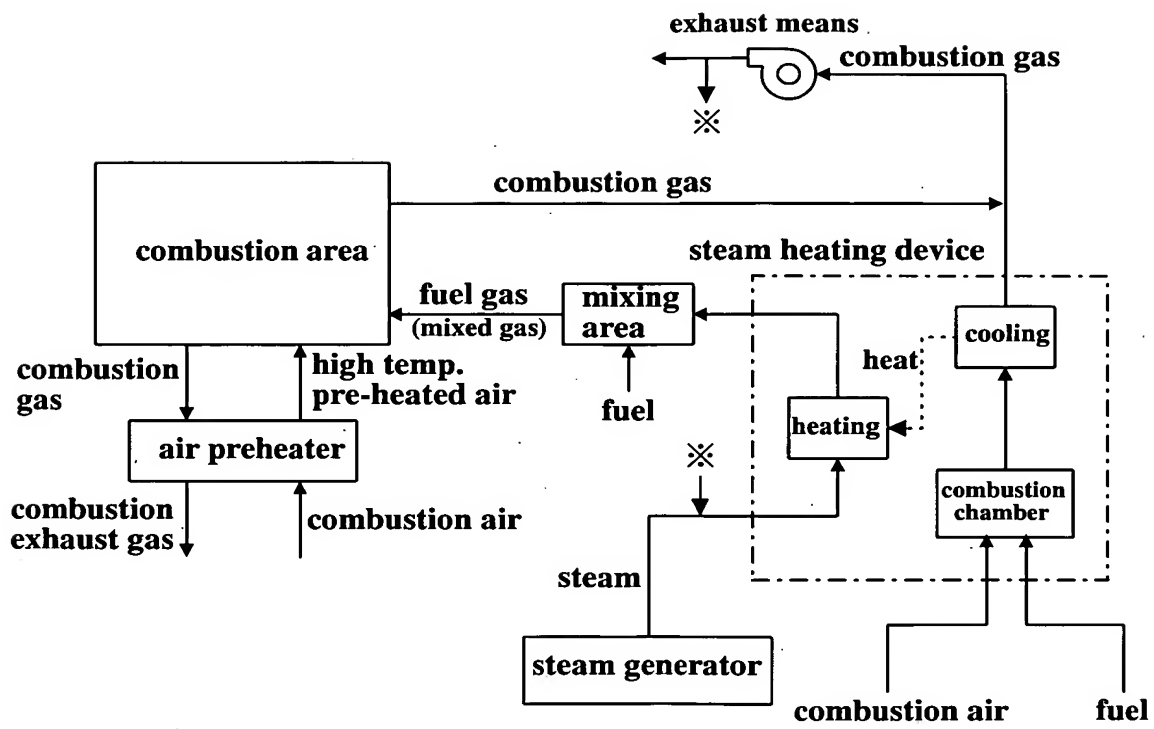 exhaust means
combustion gas
※
combustion gas
combustion area
steam heating device
fuel gas
(mixed gas)
mixing
area
cooling
heat
combustion
gas
high temp.
pre-heated air
fuel
heating
air preheater
※
combustion
chamber
combustion
exhaust gas
combustion air
steam
steam generator
combustion air
fuel